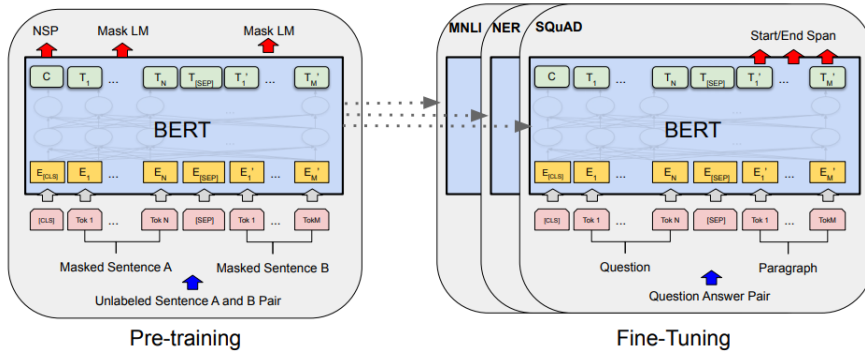 NSP Mask LM Mask LM
C T1 ... TN T[SEP] T1' ... TM'
BERT
E[CLS] E1 ... EN E[SEP] E1' ... EM'
[CLS] Tok 1 ... Tok N [SEP] Tok 1 ... TokM
Masked Sentence A Masked Sentence B
Unlabeled Sentence A and B Pair
Pre-training
MNLI NER SQuAD
Start/End Span
C T1 ... TN T[SEP] T1' ... TM'
BERT
E[CLS] E1 ... EN E[SEP] E1' ... EM'
[CLS] Tok 1 ... Tok N [SEP] Tok 1 ... TokM
Question Paragraph
Question Answer Pair
Fine-Tuning